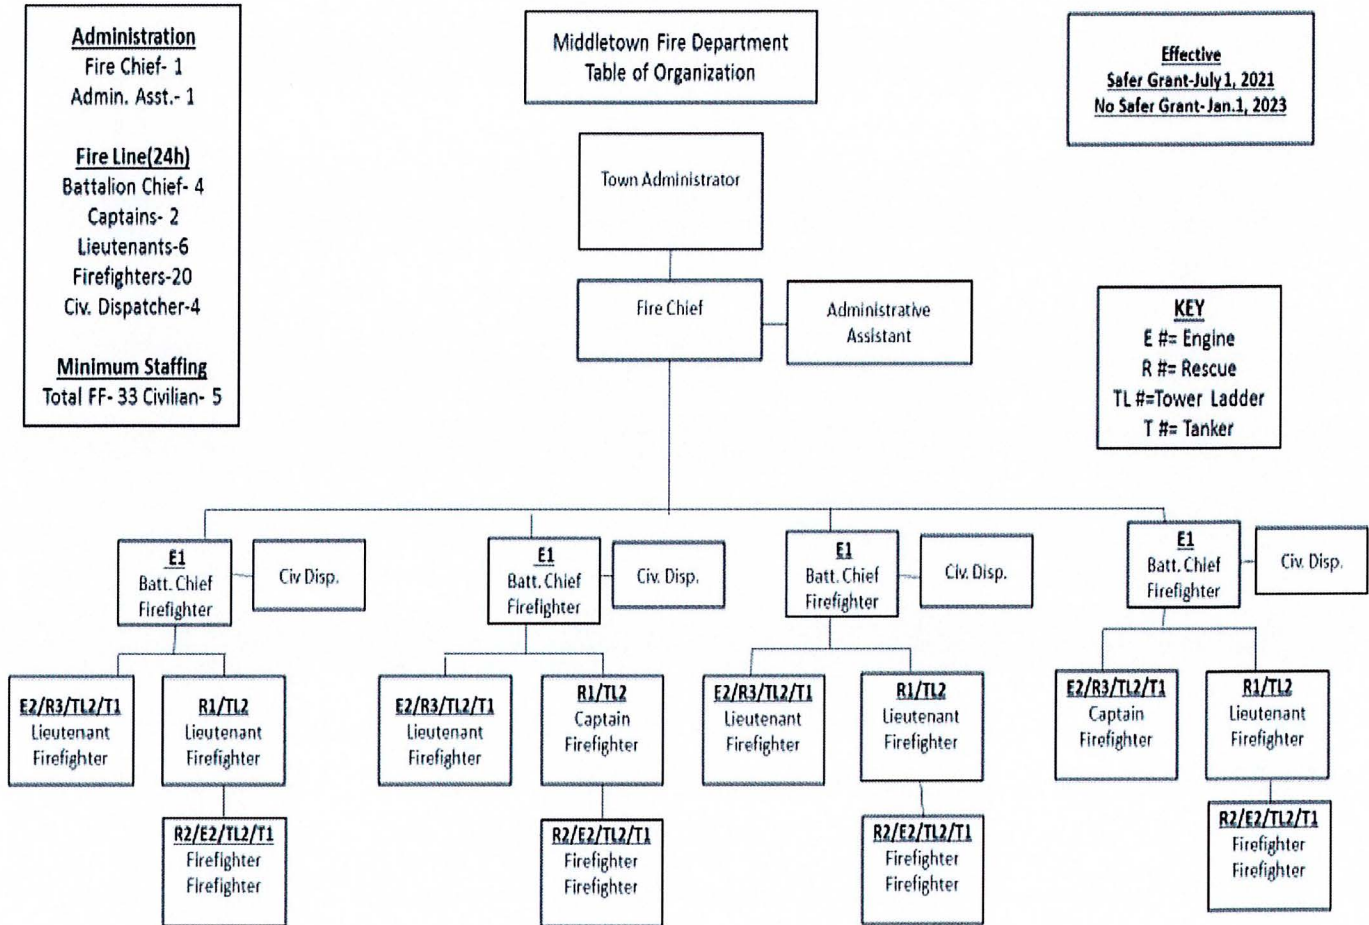 Administration
Fire Chief- 1
Admin. Asst.- 1
Fire Line(24h)
Battalion Chief- 4
Captains- 2
Lieutenants-6
Firefighters-20
Civ. Dispatcher-4
Minimum Staffing
Total FF- 33 Civilian- 5
Middletown Fire Department
Table of Organization
Effective
Safer Grant-July 1, 2021
No Safer Grant-Jan.1, 2023
Town Administrator
Fire Chief
Administrative
Assistant
KEY
E #= Engine
R #= Rescue
TL #=Tower Ladder
T #= Tanker
E1
Batt. Chief
Firefighter
Civ Disp.
E1
Batt. Chief
Firefighter
Civ. Disp.
E1
Batt. Chief
Firefighter
Civ. Disp.
E1
Batt. Chief
Firefighter
Civ. Disp.
E2/R3/TL2/T1
Lieutenant
Firefighter
R1/TL2
Lieutenant
Firefighter
E2/R3/TL2/T1
Lieutenant
Firefighter
R1/TL2
Captain
Firefighter
E2/R3/TL2/T1
Lieutenant
Firefighter
R1/TL2
Lieutenant
Firefighter
E2/R3/TL2/T1
Captain
Firefighter
R1/TL2
Lieutenant
Firefighter
R2/E2/TL2/T1
Firefighter
Firefighter
R2/E2/TL2/T1
Firefighter
Firefighter
R2/E2/TL2/T1
Firefighter
Firefighter
R2/E2/TL2/T1
Firefighter
Firefighter